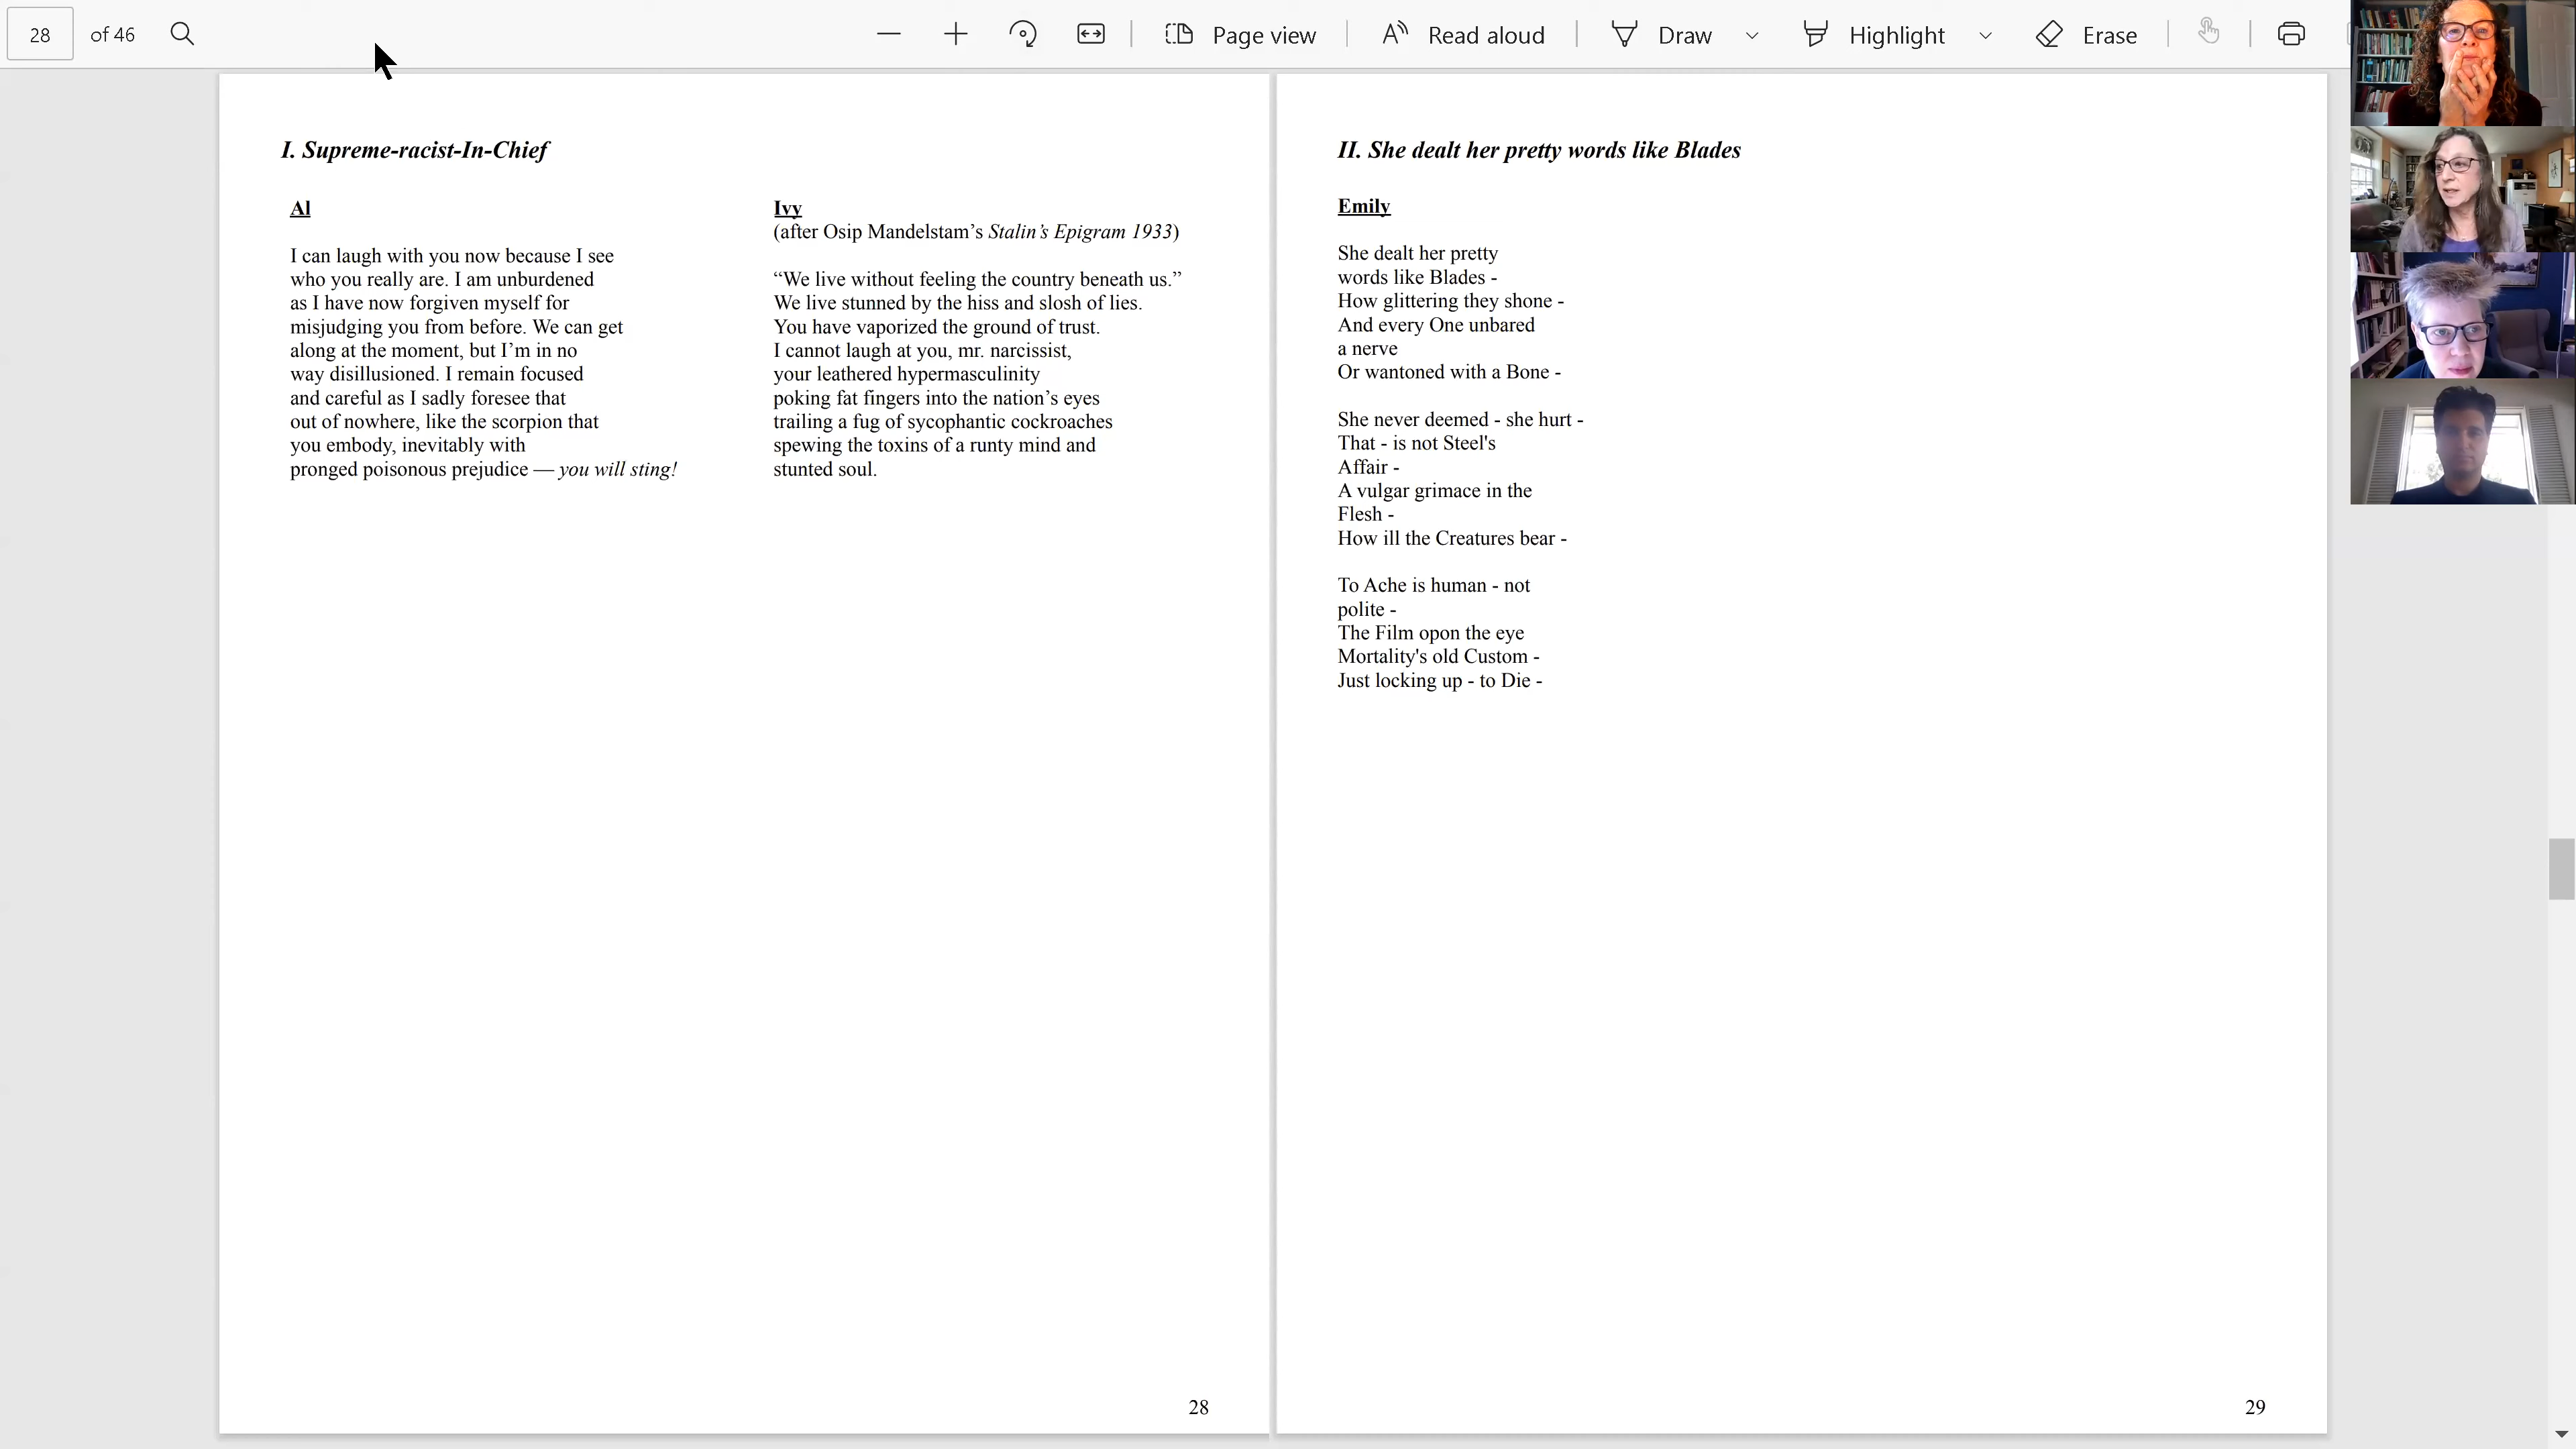 28 of 46 Page view Read aloud Draw Highlight Erase
I. Supreme-racist-In-Chief
Al
I can laugh with you now because I see
who you really are. I am unburdened
as I have now forgiven myself for
misjudging you from before. We can get
along at the moment, but I’m in no
way disillusioned. I remain focused
and careful as I sadly foresee that
out of nowhere, like the scorpion that
you embody, inevitably with
pronged poisonous prejudice — you will sting!
Ivy
(after Osip Mandelstam’s Stalin’s Epigram 1933)
“We live without feeling the country beneath us.”
We live stunned by the hiss and slosh of lies.
You have vaporized the ground of trust.
I cannot laugh at you, mr. narcissist,
your leathered hypermasculinity
poking fat fingers into the nation’s eyes
trailing a fug of sycophantic cockroaches
spewing the toxins of a runty mind and
stunted soul.
28
II. She dealt her pretty words like Blades
Emily
She dealt her pretty
words like Blades -
How glittering they shone -
And every One unbared
a nerve
Or wantoned with a Bone -
She never deemed - she hurt -
That - is not Steel's
Affair -
A vulgar grimace in the
Flesh -
How ill the Creatures bear -
To Ache is human - not
polite -
The Film opon the eye
Mortality's old Custom -
Just locking up - to Die -
29